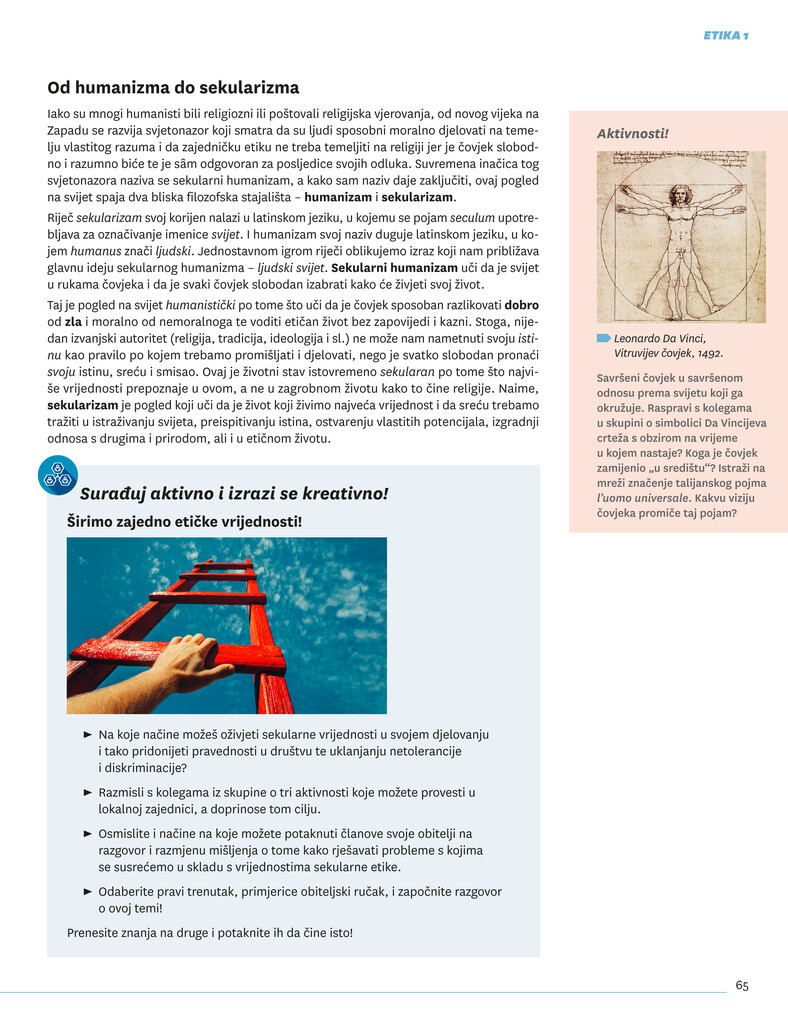 ETIKA 1
Od humanizma do sekularizma
Iako su mnogi humanisti bili religiozni ili poštovali religijska vjerovanja, od novog vijeka na
Zapadu se razvija svjetonazor koji smatra da su ljudi sposobni moralno djelovati na teme-
lju vlastitog razuma i da zajedničku etiku ne treba temeljiti na religiji jer je čovjek slobod-
no i razumno biće te je sâm odgovoran za posljedice svojih odluka. Suvremena inačica tog
svjetonazora naziva se sekularni humanizam, a kako sam naziv daje zaključiti, ovaj pogled
na svijet spaja dva bliska filozofska stajališta – humanizam i sekularizam.
Riječ sekularizam svoj korijen nalazi u latinskom jeziku, u kojemu se pojam seculum upotre-
bljava za označivanje imenice svijet. I humanizam svoj naziv duguje latinskom jeziku, u ko-
jem humanus znači ljudski. Jednostavnom igrom riječi oblikujemo izraz koji nam približava
glavnu ideju sekularnog humanizma – ljudski svijet. Sekularni humanizam uči da je svijet
u rukama čovjeka i da je svaki čovjek slobodan izabrati kako će živjeti svoj život.
Taj je pogled na svijet humanistički po tome što uči da je čovjek sposoban razlikovati dobro
od zla i moralno od nemoralnoga te voditi etičan život bez zapovijedi i kazni. Stoga, nije-
dan izvanjski autoritet (religija, tradicija, ideologija i sl.) ne može nam nametnuti svoju isti-
nu kao pravilo po kojem trebamo promišljati i djelovati, nego je svatko slobodan pronaći
svoju istinu, sreću i smisao. Ovaj je životni stav istovremeno sekularan po tome što najvi-
še vrijednosti prepoznaje u ovom, a ne u zagrobnom životu kako to čine religije. Naime,
sekularizam je pogled koji uči da je život koji živimo najveća vrijednost i da sreću trebamo
tražiti u istraživanju svijeta, preispitivanju istina, ostvarenju vlastitih potencijala, izgradnji
odnosa s drugima i prirodom, ali i u etičnom životu.
Surađuj aktivno i izrazi se kreativno!
Širimo zajedno etičke vrijednosti!
► Na koje načine možeš oživjeti sekularne vrijednosti u svojem djelovanju
i tako pridonijeti pravednosti u društvu te uklanjanju netolerancije
i diskriminacije?
► Razmisli s kolegama iz skupine o tri aktivnosti koje možete provesti u
lokalnoj zajednici, a doprinose tom cilju.
► Osmislite i načine na koje možete potaknuti članove svoje obitelji na
razgovor i razmjenu mišljenja o tome kako rješavati probleme s kojima
se susrećemo u skladu s vrijednostima sekularne etike.
► Odaberite pravi trenutak, primjerice obiteljski ručak, i započnite razgovor
o ovoj temi!
Prenesite znanja na druge i potaknite ih da čine isto!
Aktivnosti!
Leonardo Da Vinci,
Vitruvijev čovjek, 1492.
Savršeni čovjek u savršenom
odnosu prema svijetu koji ga
okružuje. Raspravi s kolegama
u skupini o simbolici Da Vincijeva
crteža s obzirom na vrijeme
u kojem nastaje? Koga je čovjek
zamijenio „u središtu“? Istraži na
mreži značenje talijanskog pojma
l’uomo universale. Kakvu viziju
čovjeka promiče taj pojam?
65